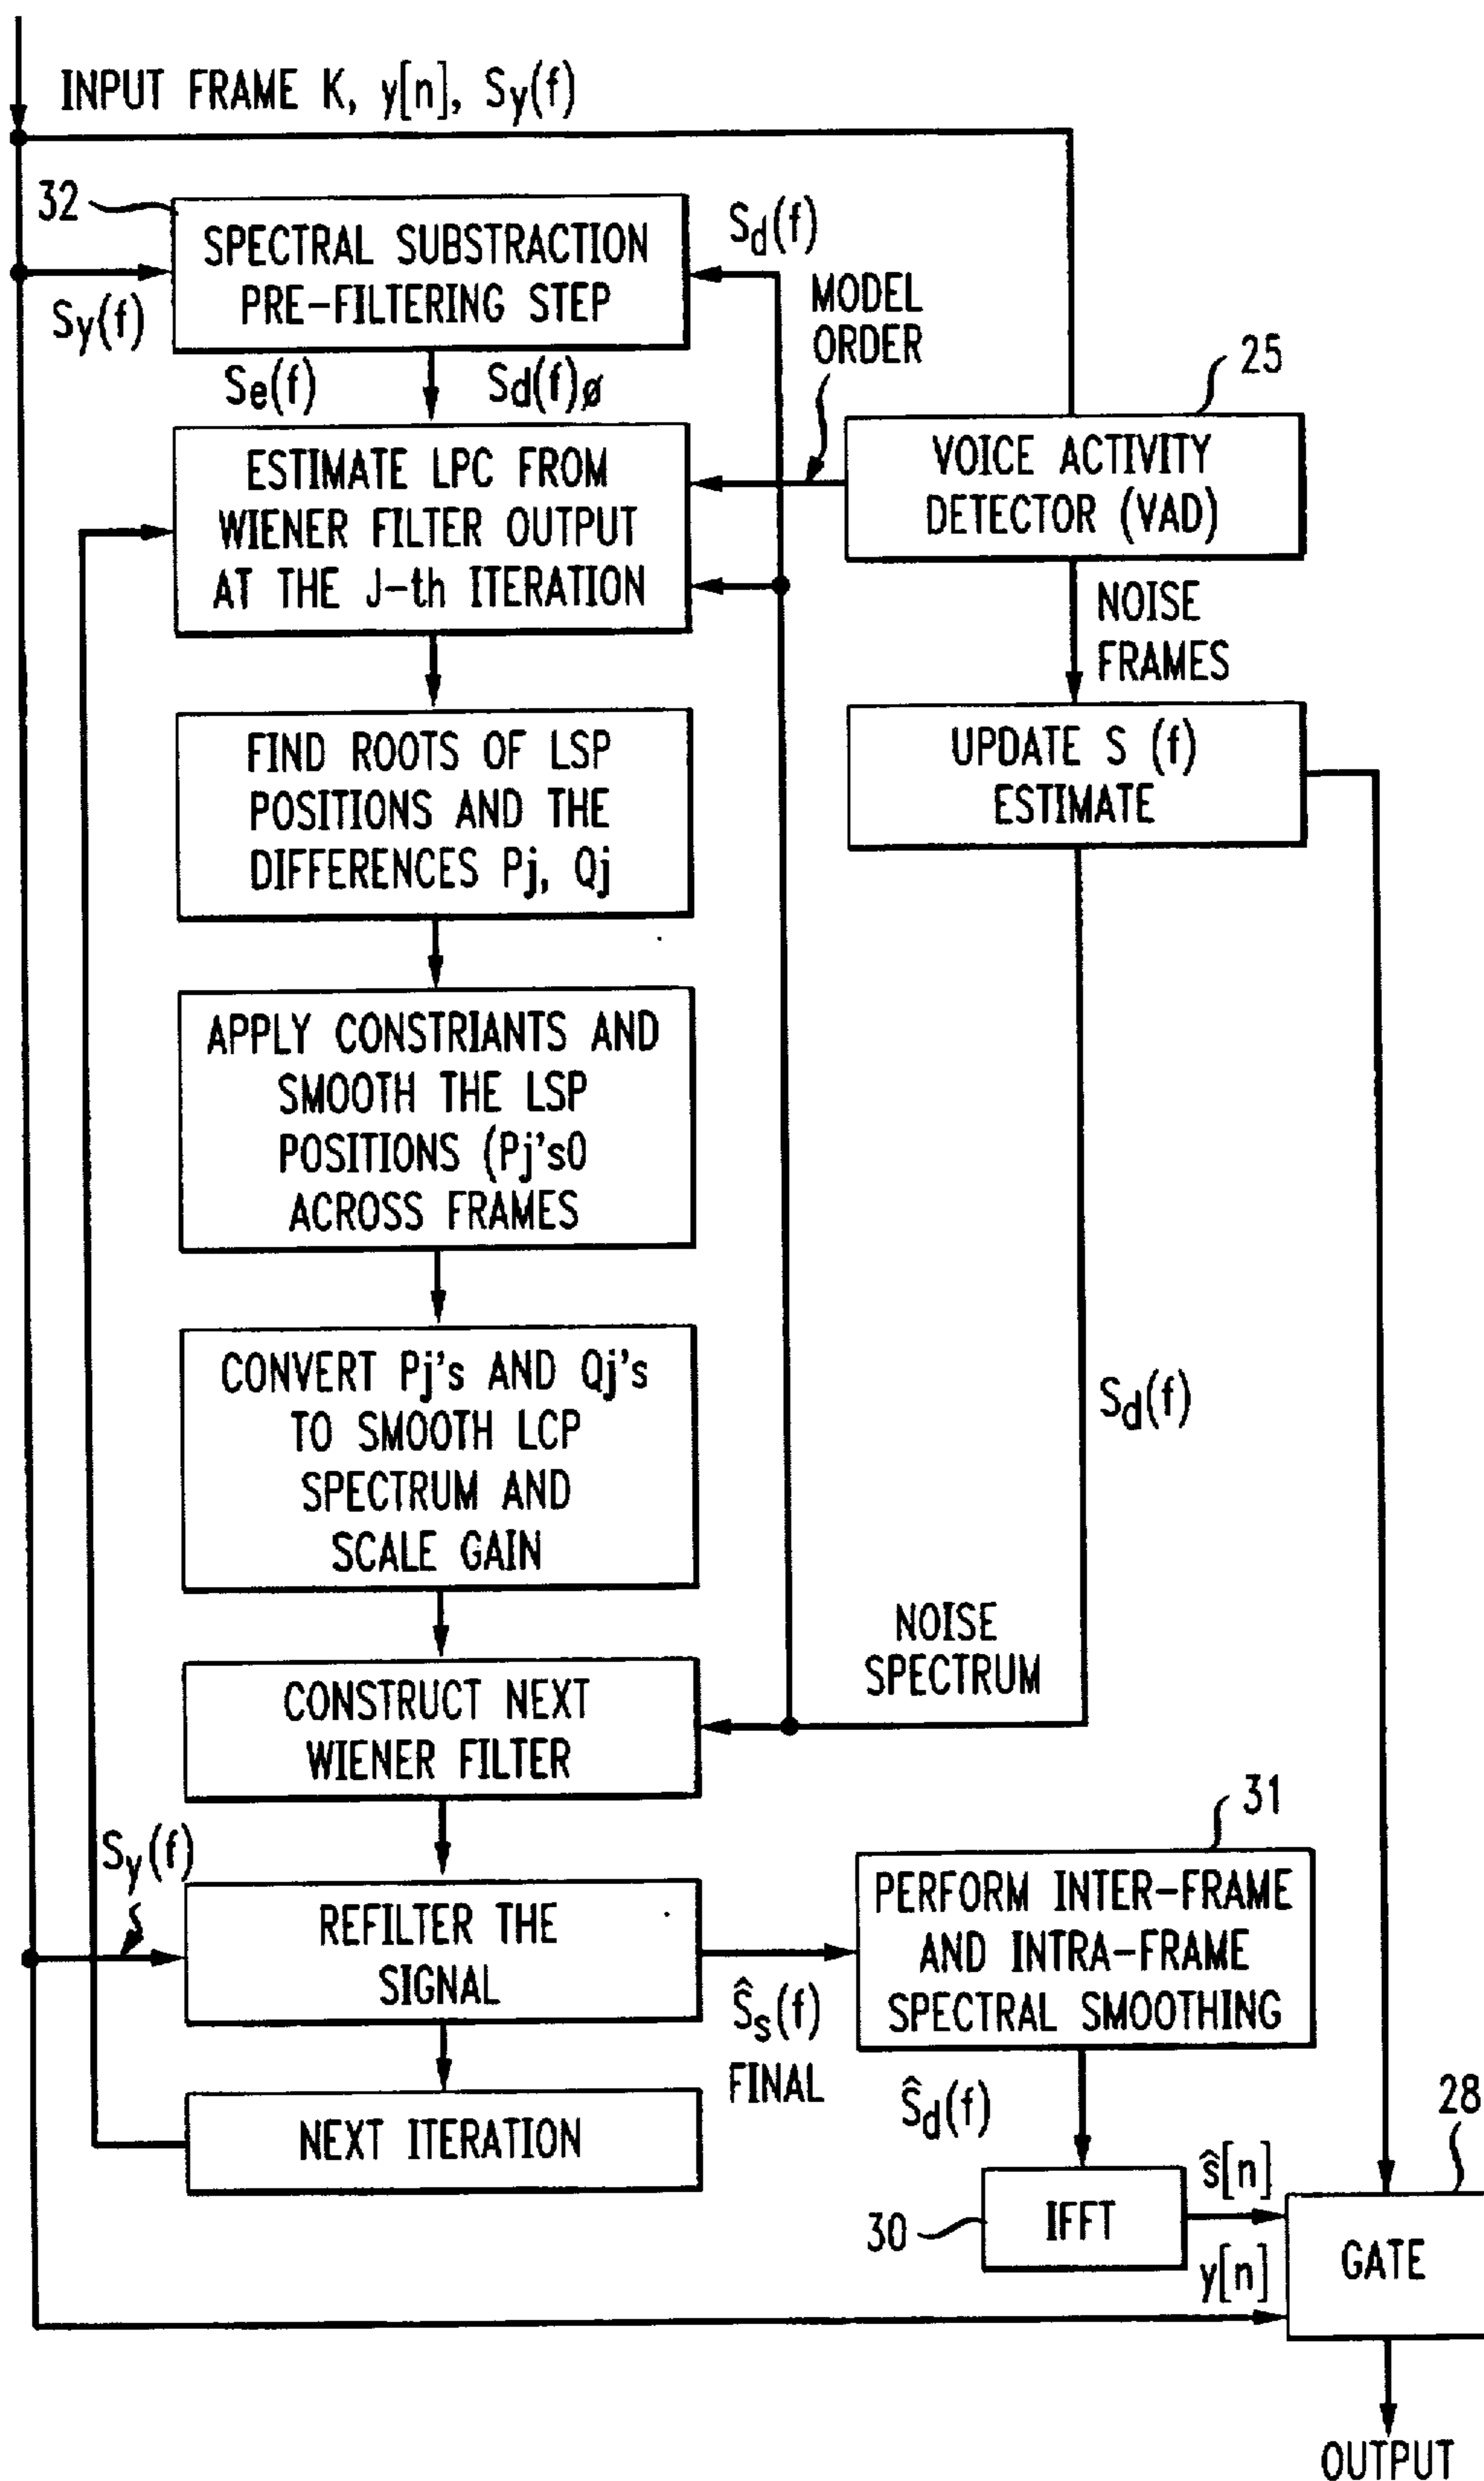 INPUT FRAME K, y[n], Sy(f)
32
SPECTRAL SUBSTRACTION
PRE-FILTERING STEP
Sy(f)
Sd(f)
MODEL
ORDER
Se(f)
Sd(f)ø
25
ESTIMATE LPC FROM
WIENER FILTER OUTPUT
AT THE J-th ITERATION
VOICE ACTIVITY
DETECTOR (VAD)
NOISE
FRAMES
FIND ROOTS OF LSP
POSITIONS AND THE
DIFFERENCES Pj, Qj
UPDATE S (f)
ESTIMATE
APPLY CONSTRIANTS AND
SMOOTH THE LSP
POSITIONS (Pj'sO
ACROSS FRAMES
CONVERT Pj's AND Qj's
TO SMOOTH LCP
SPECTRUM AND
SCALE GAIN
Sd(f)
NOISE
SPECTRUM
CONSTRUCT NEXT
WIENER FILTER
31
Sy(f)
REFILTER THE
SIGNAL
PERFORM INTER-FRAME
AND INTRA-FRAME
SPECTRAL SMOOTHING
Ŝs(f)
FINAL
NEXT ITERATION
Ŝd(f)
28
30
IFFT
ŝ[n]
y[n]
GATE
OUTPUT